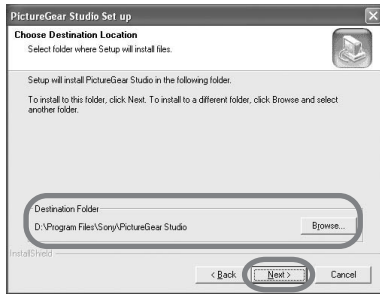 PictureGear Studio Set up
Choose Destination Location
Select folder where Setup will install files.
Setup will install PictureGear Studio in the following folder.
To install to this folder, click Next. To install to a different folder, click Browse and select
another folder.
Destination Folder
D:\Program Files\Sony\PictureGear Studio
Browse...
InstallShield
< Back
Next >
Cancel